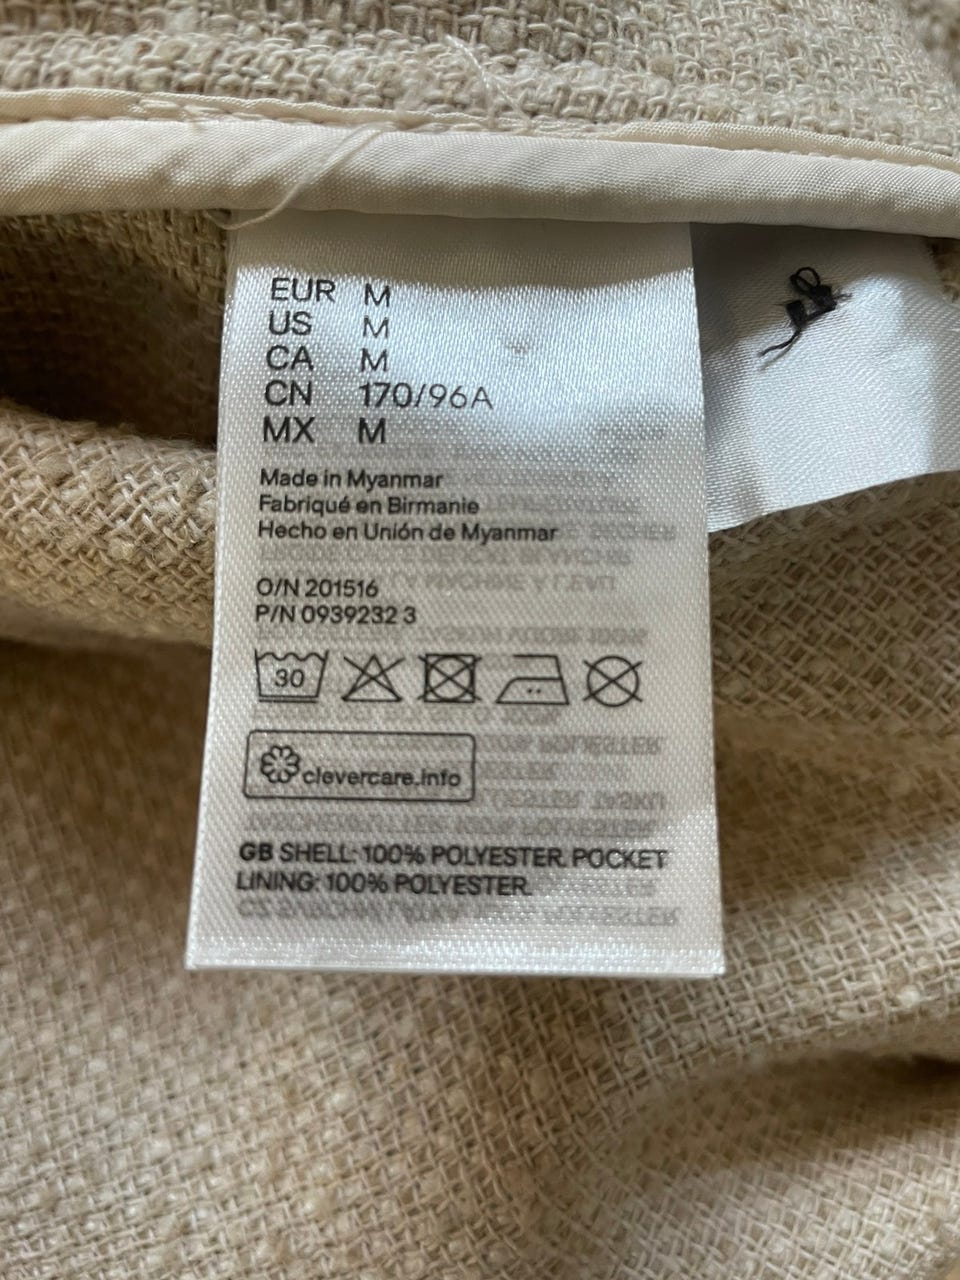 EUR M
US M
CA M
CN 170/96A
MX M
Made in Myanmar
Fabriqué en Birmanie
Hecho en Unión de Myanmar
O/N 201516
P/N 0939232 3
30
clevercare.info
GB SHELL: 100% POLYESTER. POCKET
LINING: 100% POLYESTER.